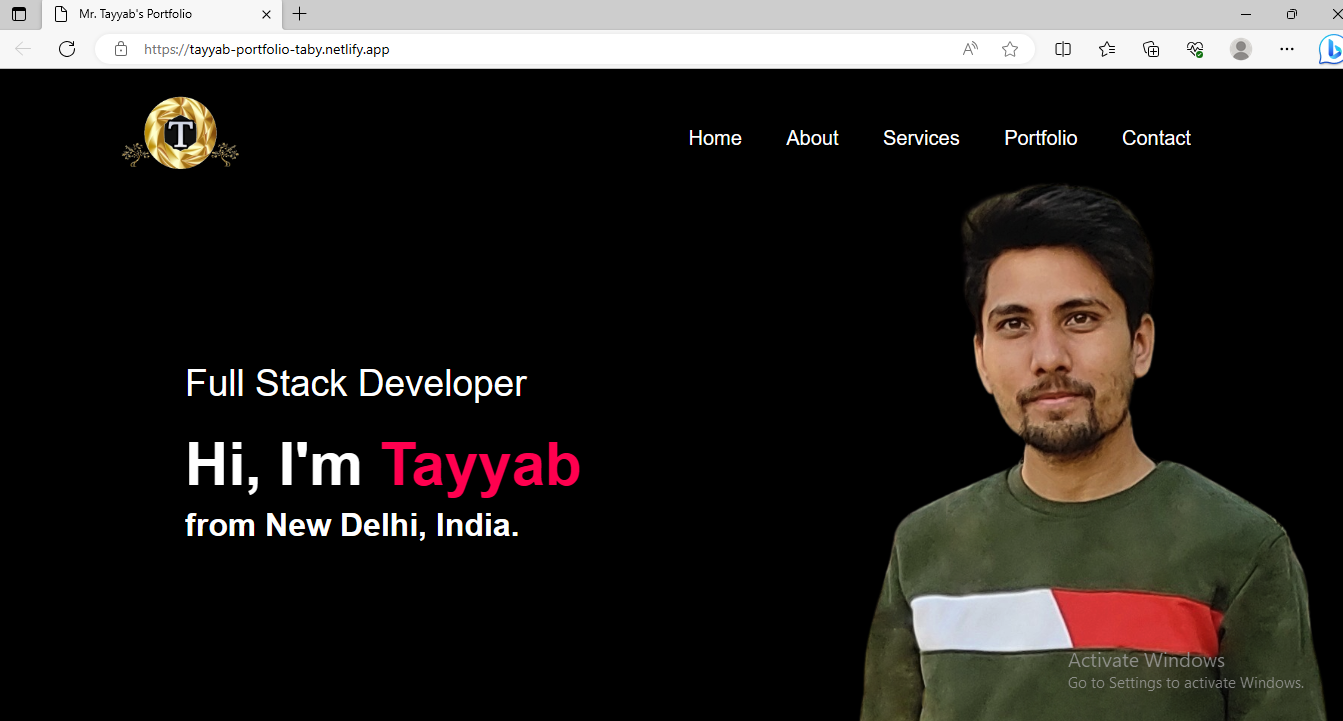 Mr. Tayyab's Portfolio
https://tayyab-portfolio-taby.netlify.app
T
Home About Services Portfolio Contact
Full Stack Developer
Hi, I'm Tayyab
from New Delhi, India.
Activate Windows
Go to Settings to activate Windows.